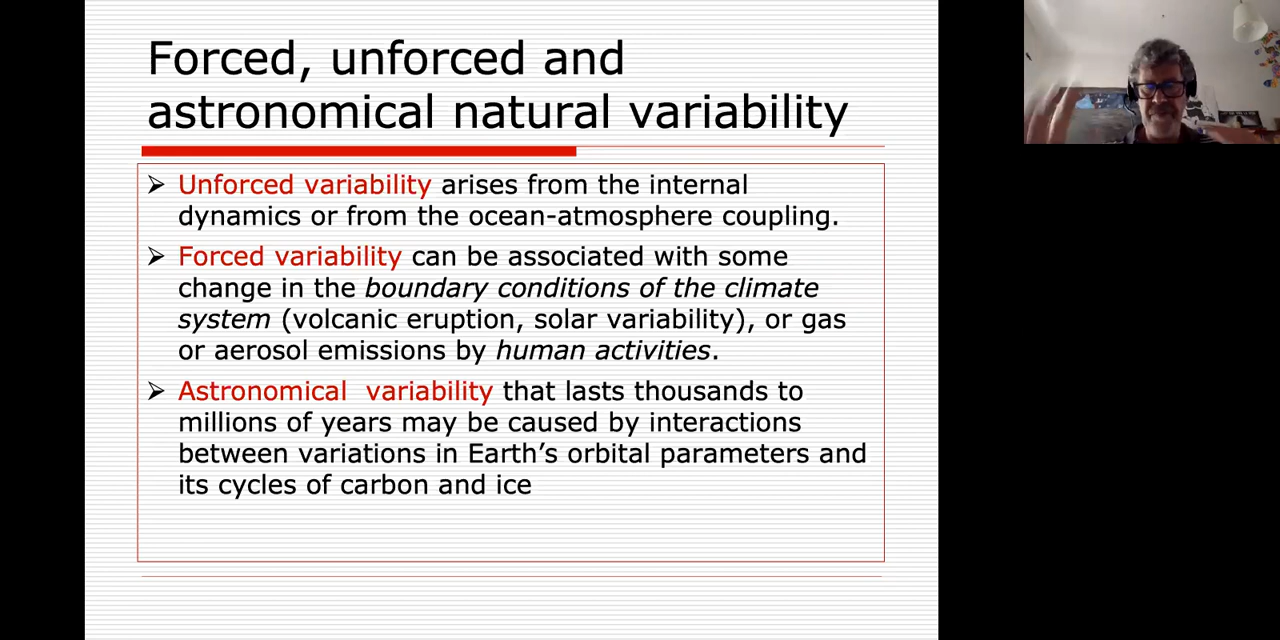 Forced, unforced and
astronomical natural variability
Unforced variability arises from the internal
dynamics or from the ocean-atmosphere coupling.
Forced variability can be associated with some
change in the boundary conditions of the climate
system (volcanic eruption, solar variability), or gas
or aerosol emissions by human activities.
Astronomical variability that lasts thousands to
millions of years may be caused by interactions
between variations in Earth’s orbital parameters and
its cycles of carbon and ice